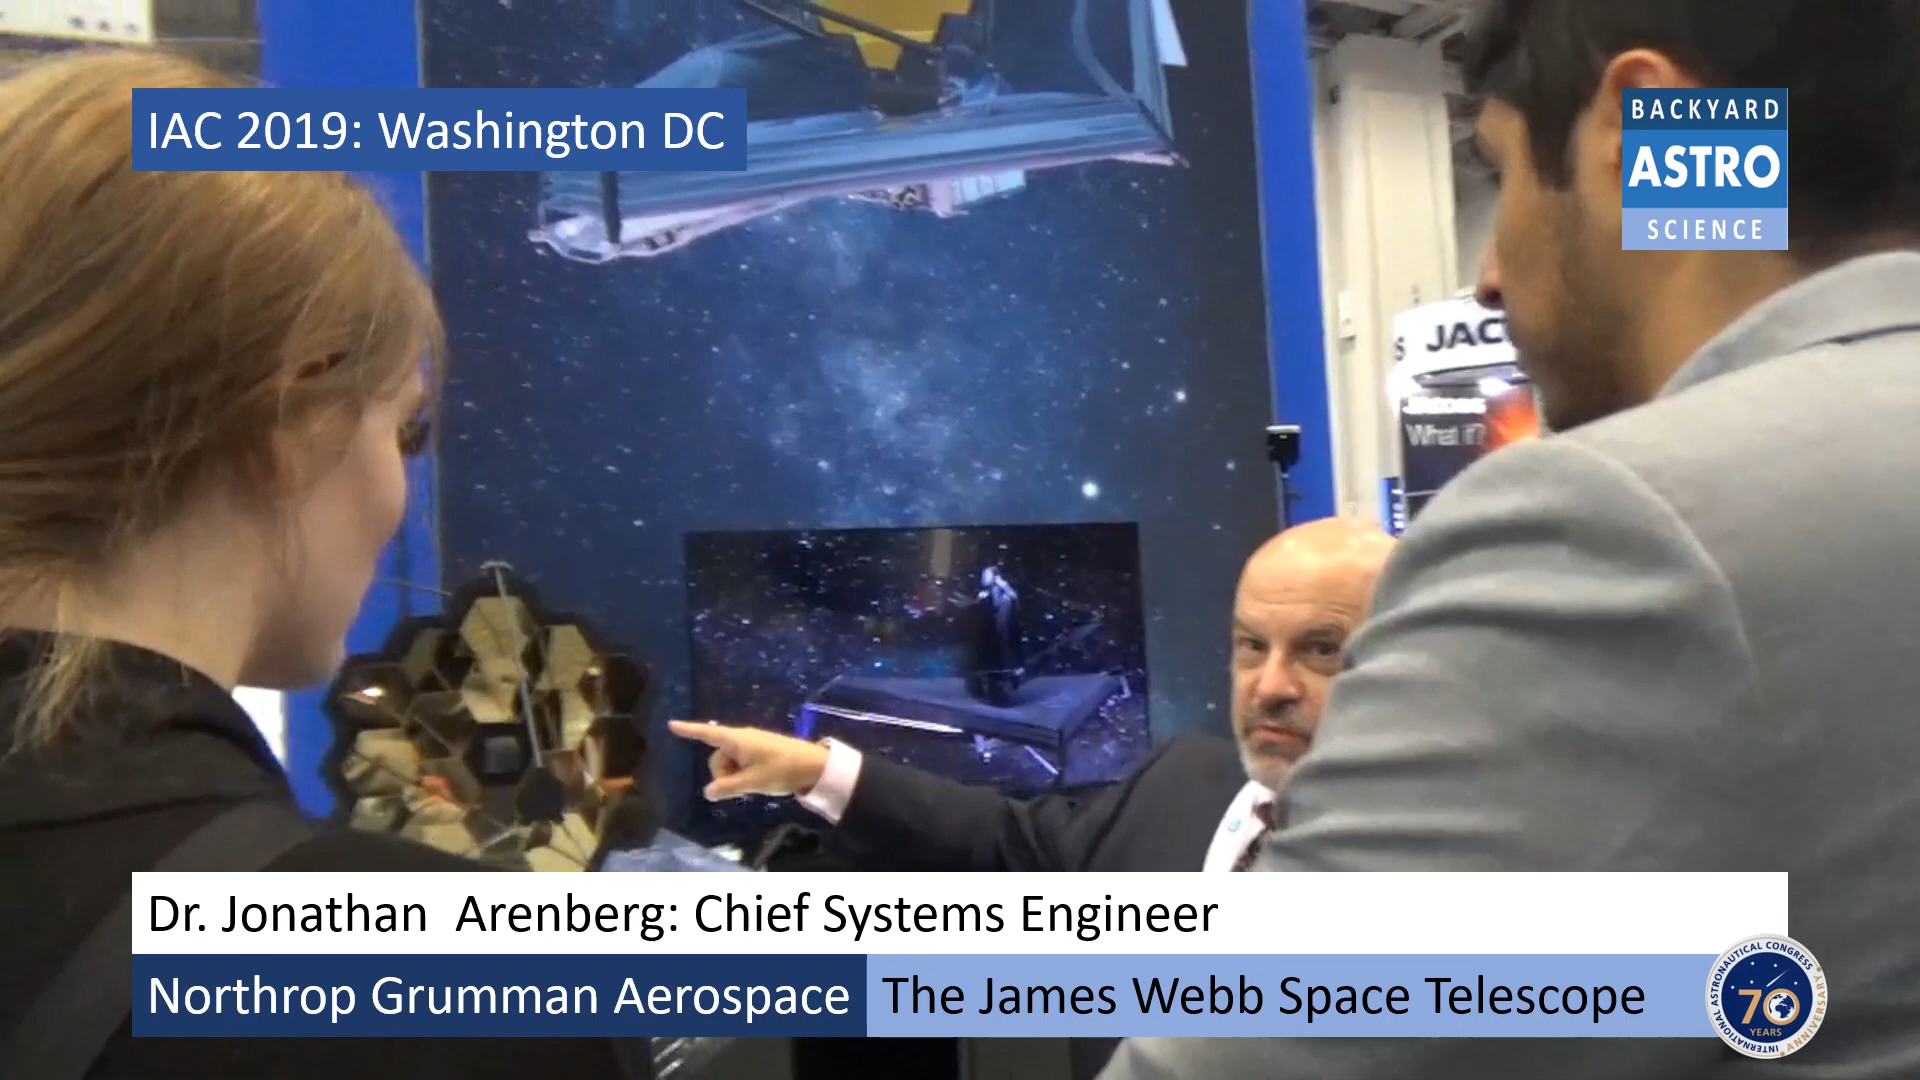 IAC 2019: Washington DC
BACKYARD
ASTRO
SCIENCE
S JAC
Jacobs
What if?
Dr. Jonathan Arenberg: Chief Systems Engineer
Northrop Grumman Aerospace
The James Webb Space Telescope
INTERNATIONAL ASTRONAUTICAL CONGRESS
70
YEARS
ANNIVERSARY